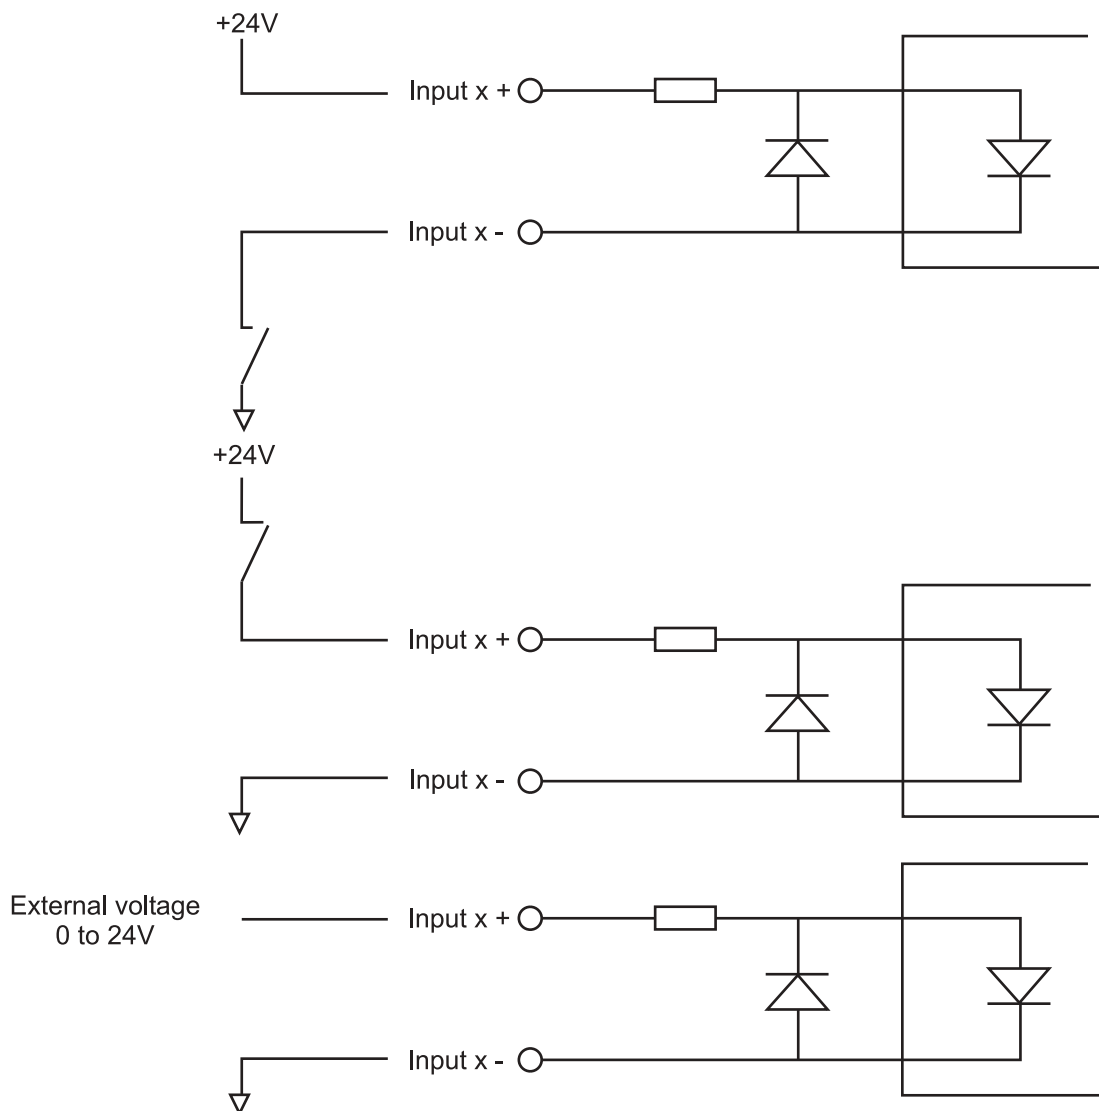 +24V
Input x +
Input x -
+24V
Input x +
Input x -
External voltage
0 to 24V
Input x +
Input x -